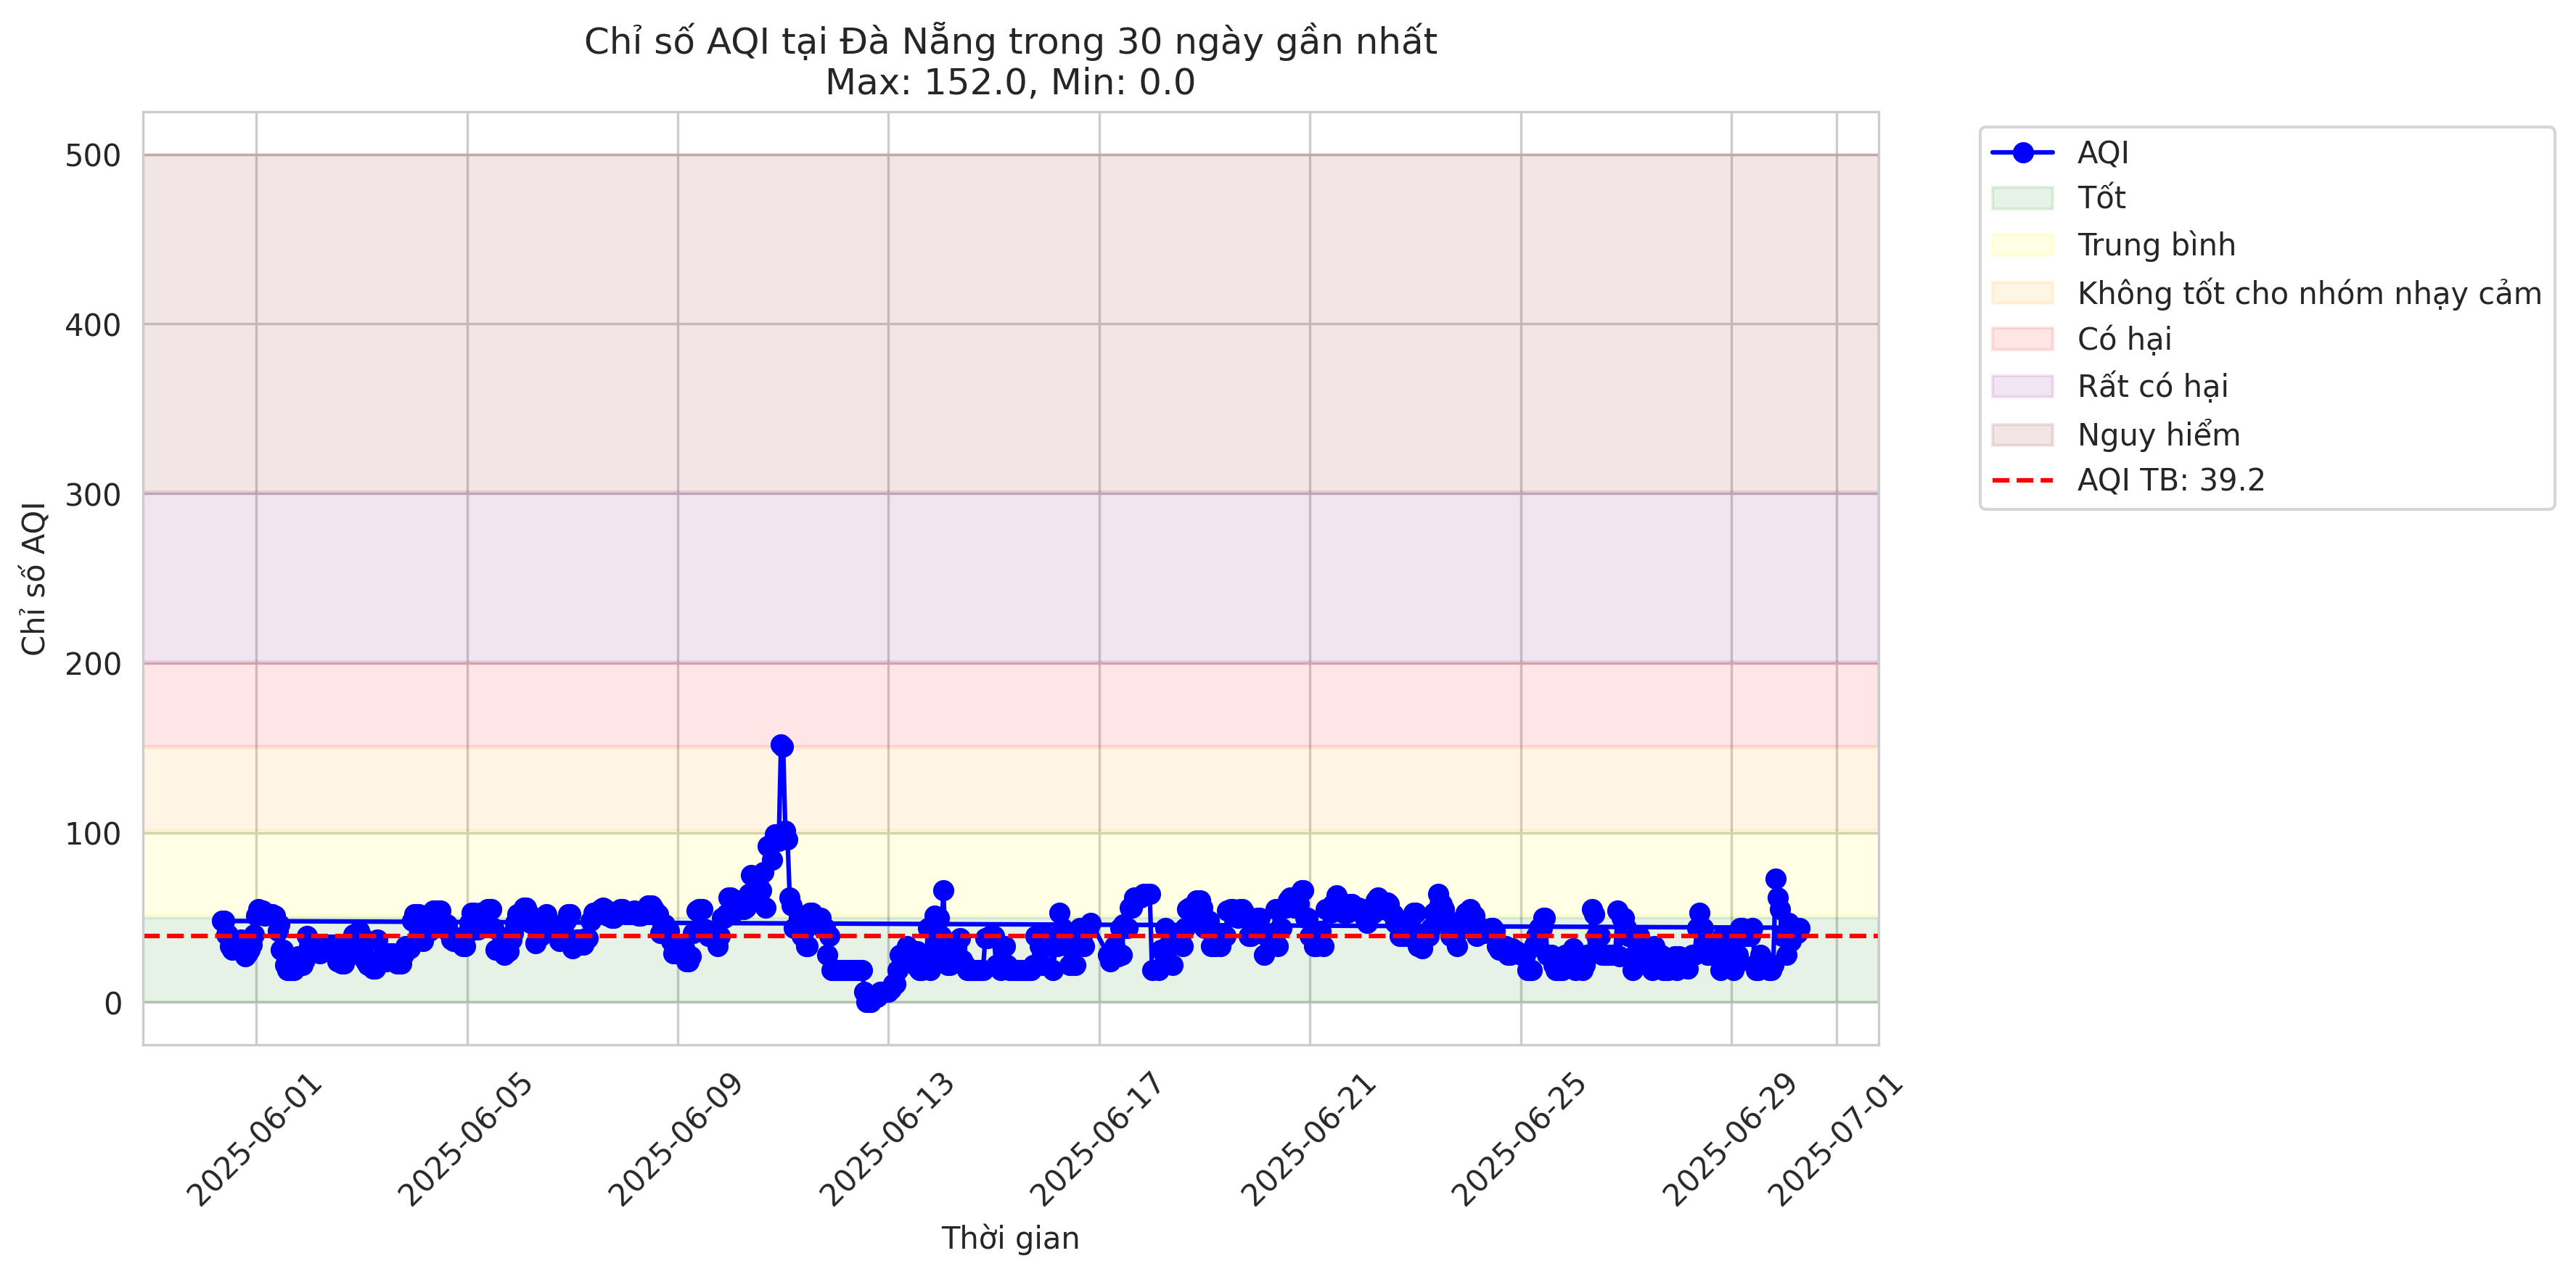 Chỉ số AQI tại Đà Nẵng trong 30 ngày gần nhất
Max: 152.0, Min: 0.0
Chỉ số AQI
500
400
300
200
100
0
2025-06-01
2025-06-05
2025-06-09
2025-06-13
2025-06-17
2025-06-21
2025-06-25
2025-06-29
2025-07-01
Thời gian
AQI
Tốt
Trung bình
Không tốt cho nhóm nhạy cảm
Có hại
Rất có hại
Nguy hiểm
AQI TB: 39.2